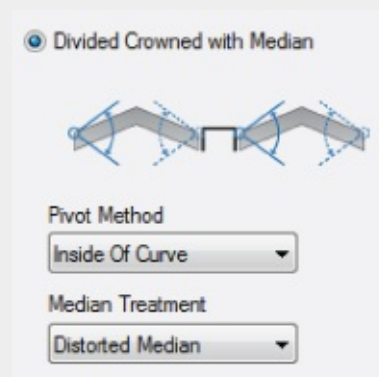 Divided Crowned with Median
Pivot Method
Inside Of Curve
Median Treatment
Distorted Median